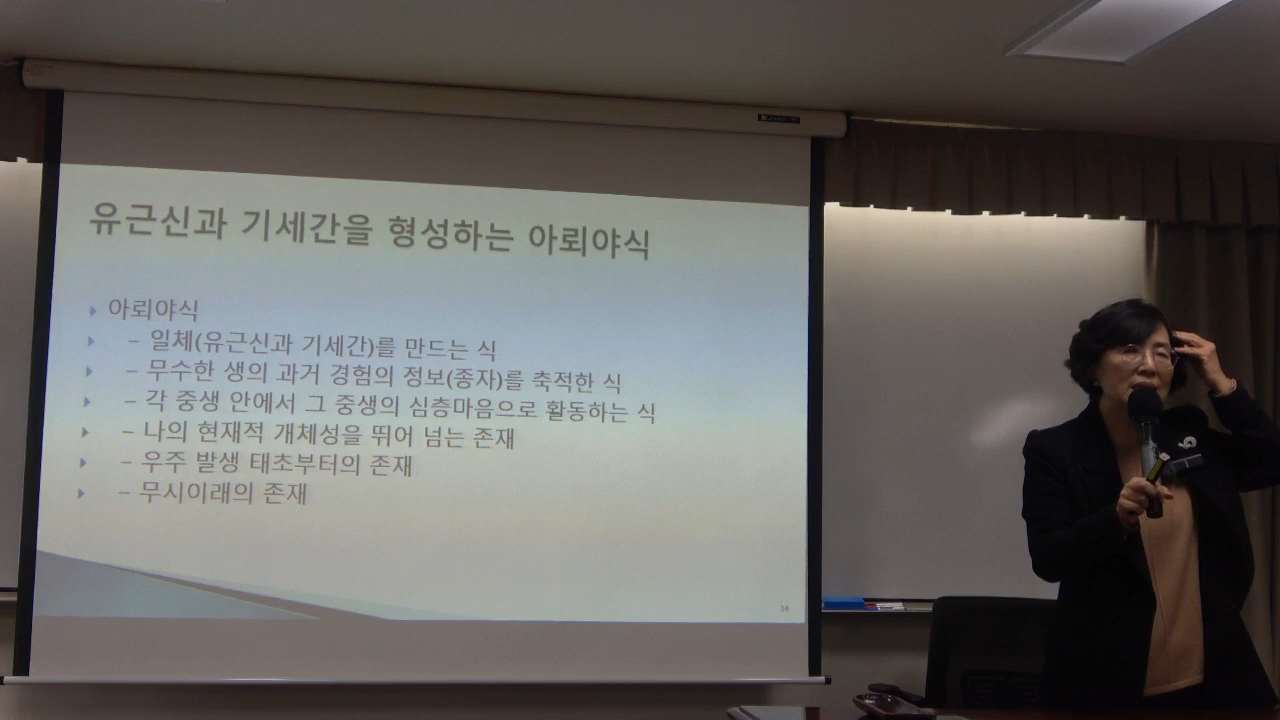 유근신과 기세간을 형성하는 아뢰야식
아뢰야식
– 일체(유근신과 기세간)를 만드는 식
– 무수한 생의 과거 경험의 정보(종자)를 축적한 식
– 각 중생 안에서 그 중생의 심층마음으로 활동하는 식
– 나의 현재적 개체성을 뛰어 넘는 존재
– 우주 발생 태초부터의 존재
– 무시이래의 존재
34